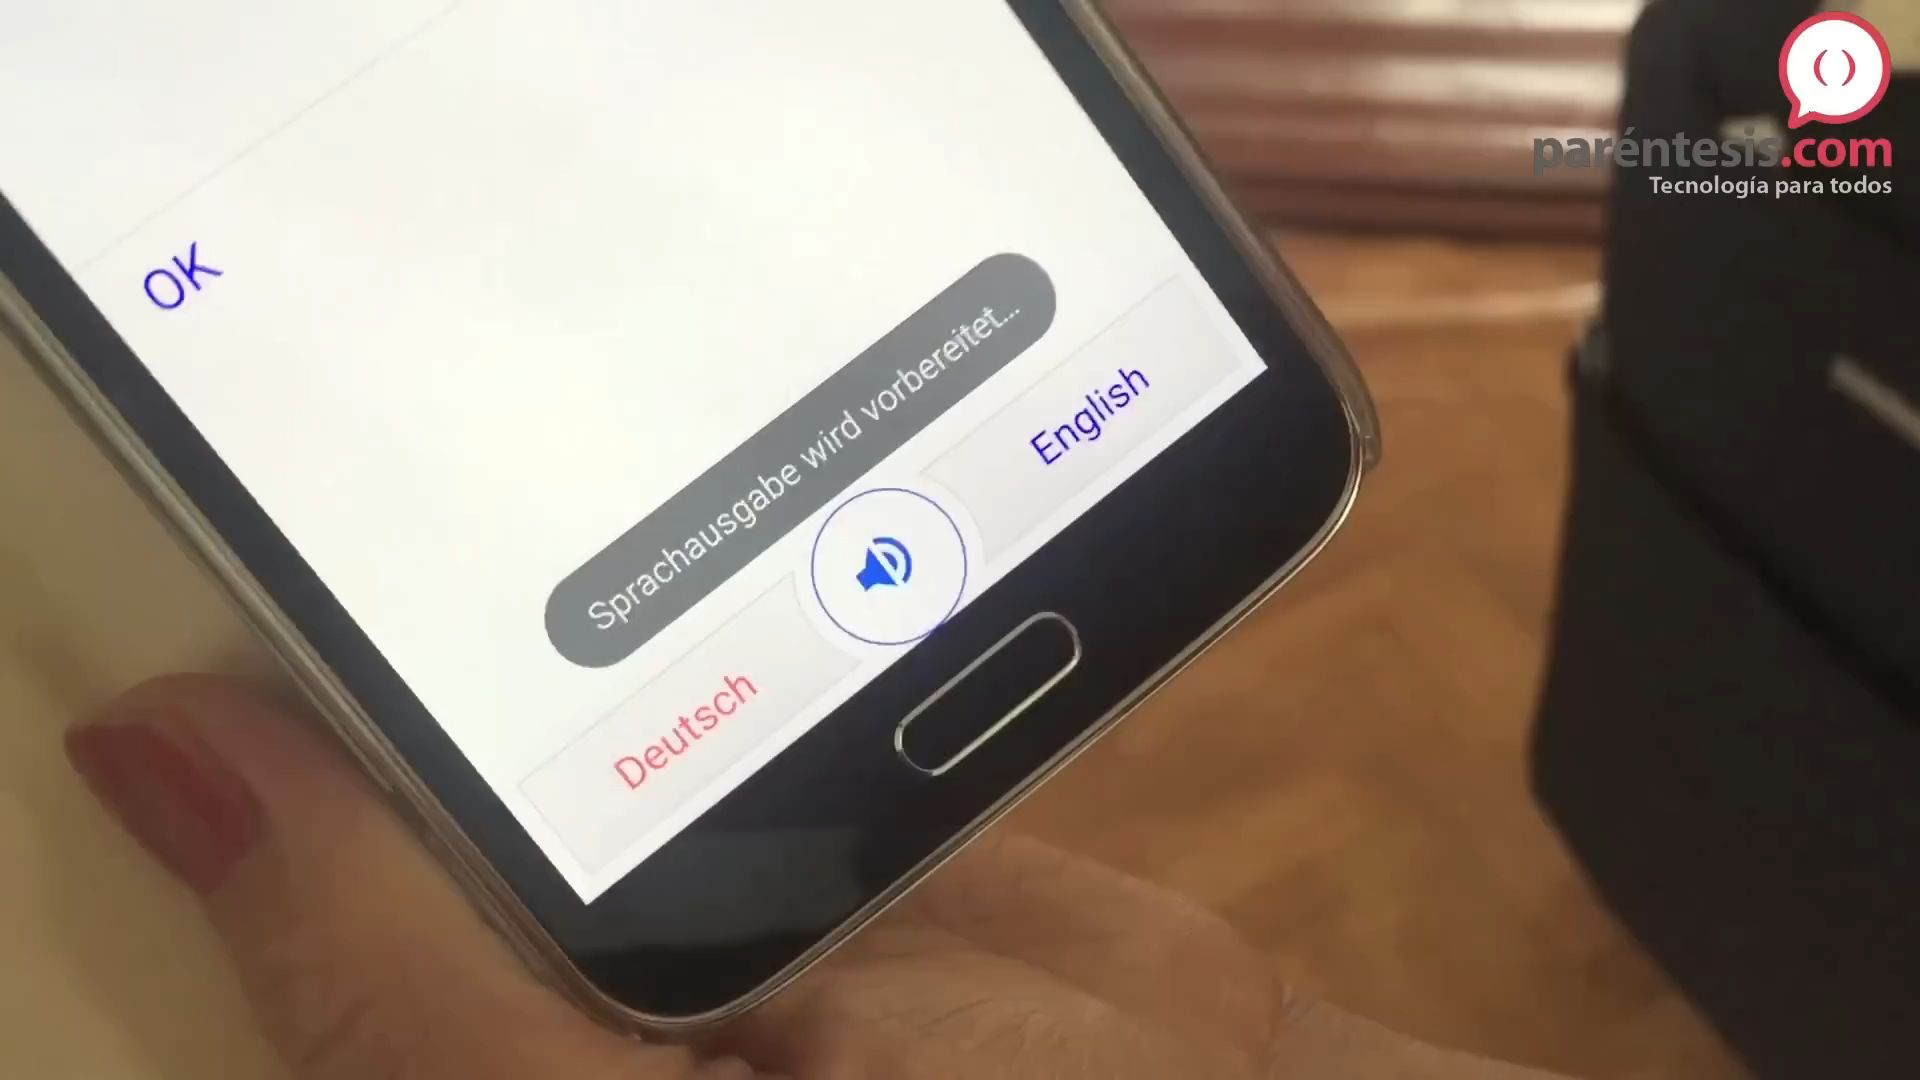 paréntesis.com
Tecnología para todos
OK
Sprachausgabe wird vorbereitet...
English
Deutsch